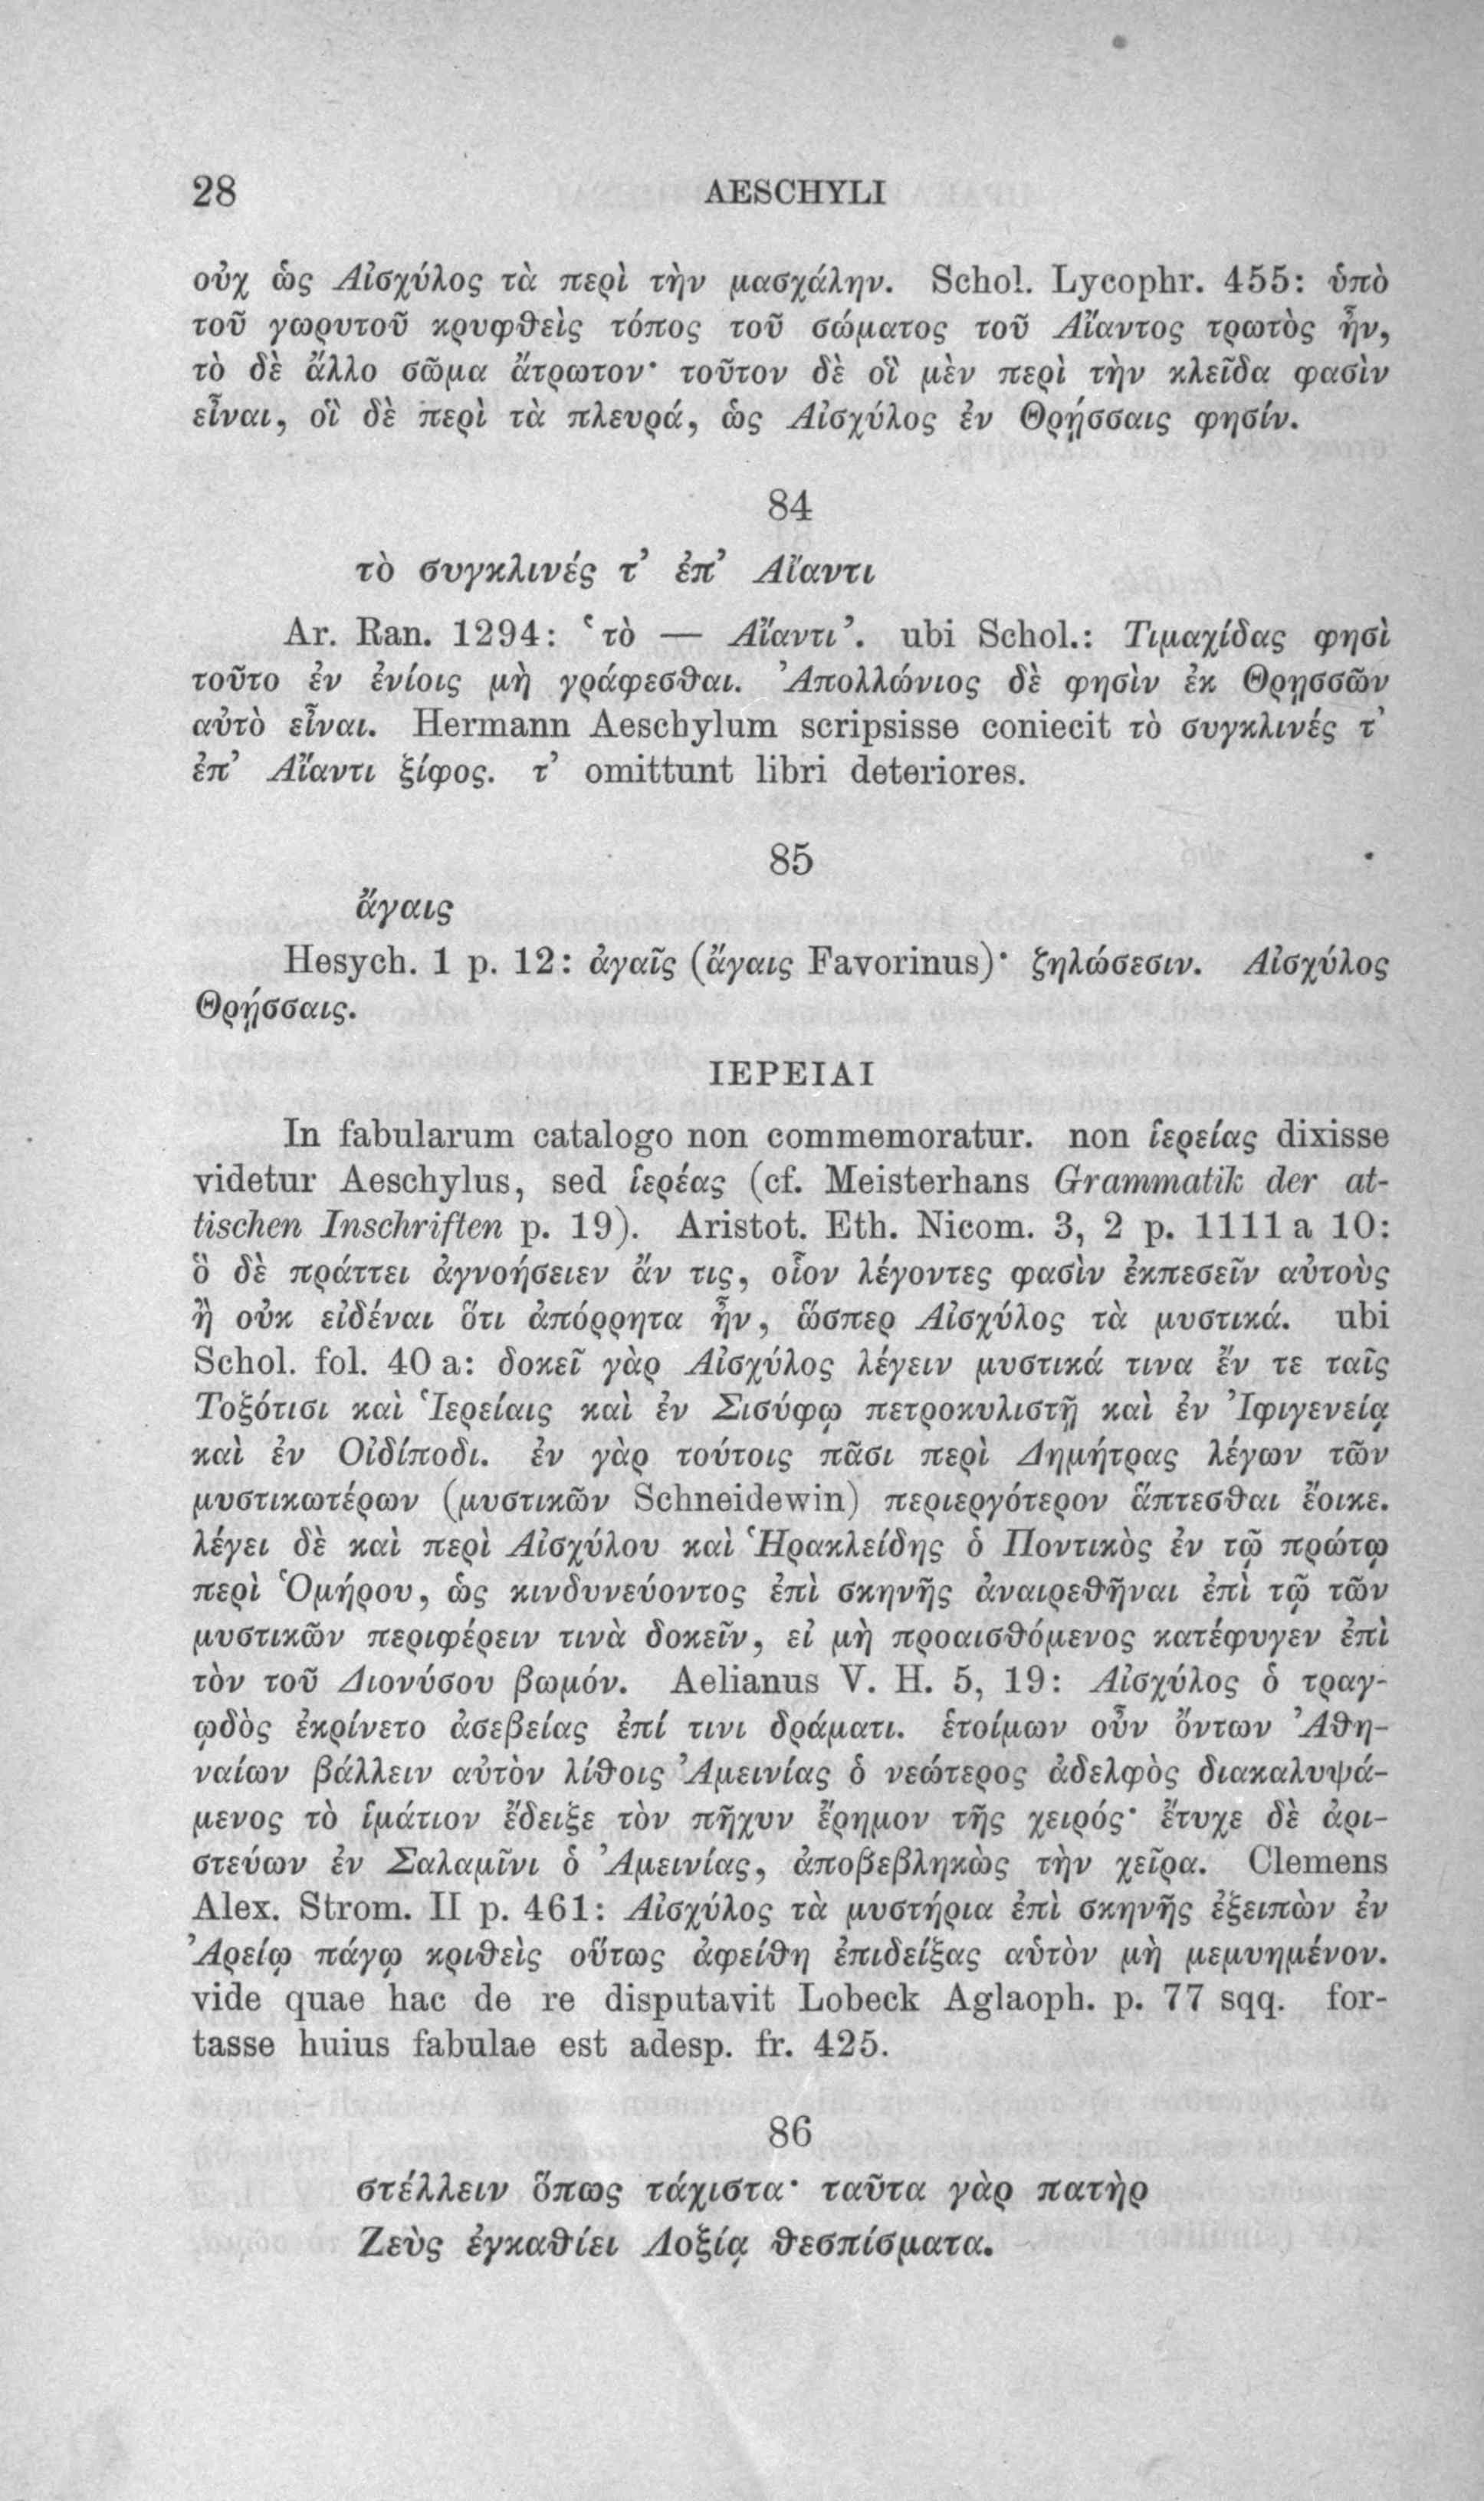 28 AESCHYLI
οὐχ ὡς Αἰσχύλος τὰ περὶ τὴν μασχάλην. Schol. Lycophr. 455: ὑπὸ
τοῦ γωρυτοῦ κρυφθεὶς τόπος τοῦ σώματος τοῦ Αἴαντος τρωτὸς ἦν,
τὸ δὲ ἄλλο σῶμα ἄτρωτον· τοῦτον δὲ οἳ μὲν περὶ τὴν κλεῖδα φασὶν
εἶναι, οἳ δὲ περὶ τὰ πλευρά, ὡς Αἰσχύλος ἐν Θρῄσσαις φησίν.
84
τὸ συγκλινές τ’ ἐπ’ Αἴαντι
Ar. Ran. 1294: ‘τὸ — Αἴαντι’. ubi Schol.: Τιμαχίδας φησὶ
τοῦτο ἐν ἐνίοις μὴ γράφεσθαι. Ἀπολλώνιος δὲ φησὶν ἐκ Θρῃσσῶν
αὐτὸ εἶναι. Hermann Aeschylum scripsisse coniecit τὸ συγκλινές τ’
ἐπ’ Αἴαντι ξίφος. τ’ omittunt libri deteriores.
85
ἄγαις
Hesych. 1 p. 12: ἀγαῖς (ἄγαις Favorinus)· ζηλώσεσιν. Αἰσχύλος
Θρῄσσαις.
ΙΕΡΕΙΑΙ
In fabularum catalogo non commemoratur. non ἱερείας dixisse
videtur Aeschylus, sed ἱερέας (cf. Meisterhans Grammatik der at-
tischen Inschriften p. 19). Aristot. Eth. Nicom. 3, 2 p. 1111 a 10:
ὃ δὲ πράττει ἀγνοήσειεν ἄν τις, οἷον λέγοντες φασὶν ἐκπεσεῖν αὐτοὺς
ἢ οὐκ εἰδέναι ὅτι ἀπόρρητα ἦν, ὥσπερ Αἰσχύλος τὰ μυστικά. ubi
Schol. fol. 40 a: δοκεῖ γὰρ Αἰσχύλος λέγειν μυστικά τινα ἔν τε ταῖς
Τοξότισι καὶ Ἱερείαις καὶ ἐν Σισύφῳ πετροκυλιστῇ καὶ ἐν Ἰφιγενείᾳ
καὶ ἐν Οἰδίποδι. ἐν γὰρ τούτοις πᾶσι περὶ Δημήτρας λέγων τῶν
μυστικωτέρων (μυστικῶν Schneidewin) περιεργότερον ἅπτεσθαι ἔοικε.
λέγει δὲ καὶ περὶ Αἰσχύλου καὶ Ἡρακλείδης ὁ Ποντικὸς ἐν τῷ πρώτῳ
περὶ Ὁμήρου, ὡς κινδυνεύοντος ἐπὶ σκηνῆς ἀναιρεθῆναι ἐπὶ τῷ τῶν
μυστικῶν περιφέρειν τινὰ δοκεῖν, εἰ μὴ προαισθόμενος κατέφυγεν ἐπὶ
τὸν τοῦ Διονύσου βωμόν. Aelianus V. H. 5, 19: Αἰσχύλος ὁ τραγ-
ῳδὸς ἐκρίνετο ἀσεβείας ἐπί τινι δράματι. ἑτοίμων οὖν ὄντων Ἀθη-
ναίων βάλλειν αὐτὸν λίθοις Ἀμεινίας ὁ νεώτερος ἀδελφὸς διακαλυψά-
μενος τὸ ἱμάτιον ἔδειξε τὸν πῆχυν ἔρημον τῆς χειρός· ἔτυχε δὲ ἀρι-
στεύων ἐν Σαλαμῖνι ὁ Ἀμεινίας, ἀποβεβληκὼς τὴν χεῖρα. Clemens
Alex. Strom. II p. 461: Αἰσχύλος τὰ μυστήρια ἐπὶ σκηνῆς ἐξειπὼν ἐν
Ἀρείῳ πάγῳ κριθεὶς οὕτως ἀφείθη ἐπιδείξας αὑτὸν μὴ μεμυημένον.
vide quae hac de re disputavit Lobeck Aglaoph. p. 77 sqq. for-
tasse huius fabulae est adesp. fr. 425.
86
στέλλειν ὅπως τάχιστα· ταῦτα γὰρ πατὴρ
Ζεὺς ἐγκαθίει Λοξίᾳ θεσπίσματα.